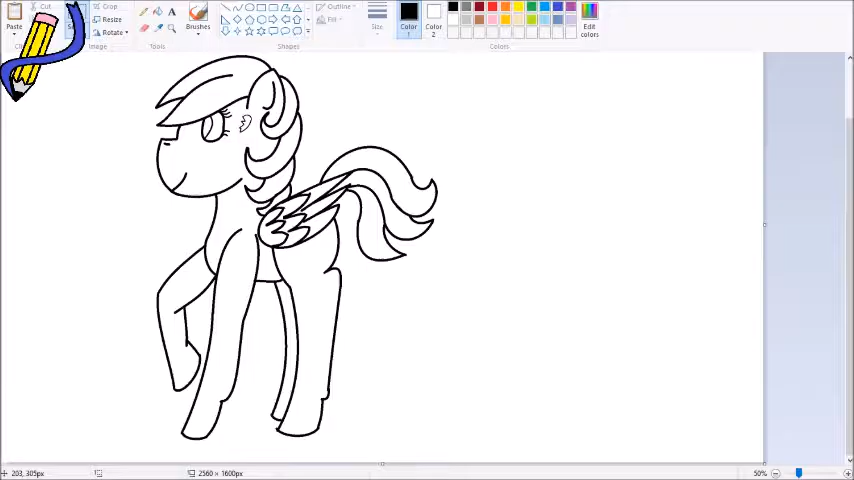 Cut
Crop
Paste
Resize
Rotate
Brushes
Outline
Fill
Size
Color
1
Color
2
Edit
colors
Image
Tools
Shapes
Colors
203, 305px
2560 × 1600px
50%